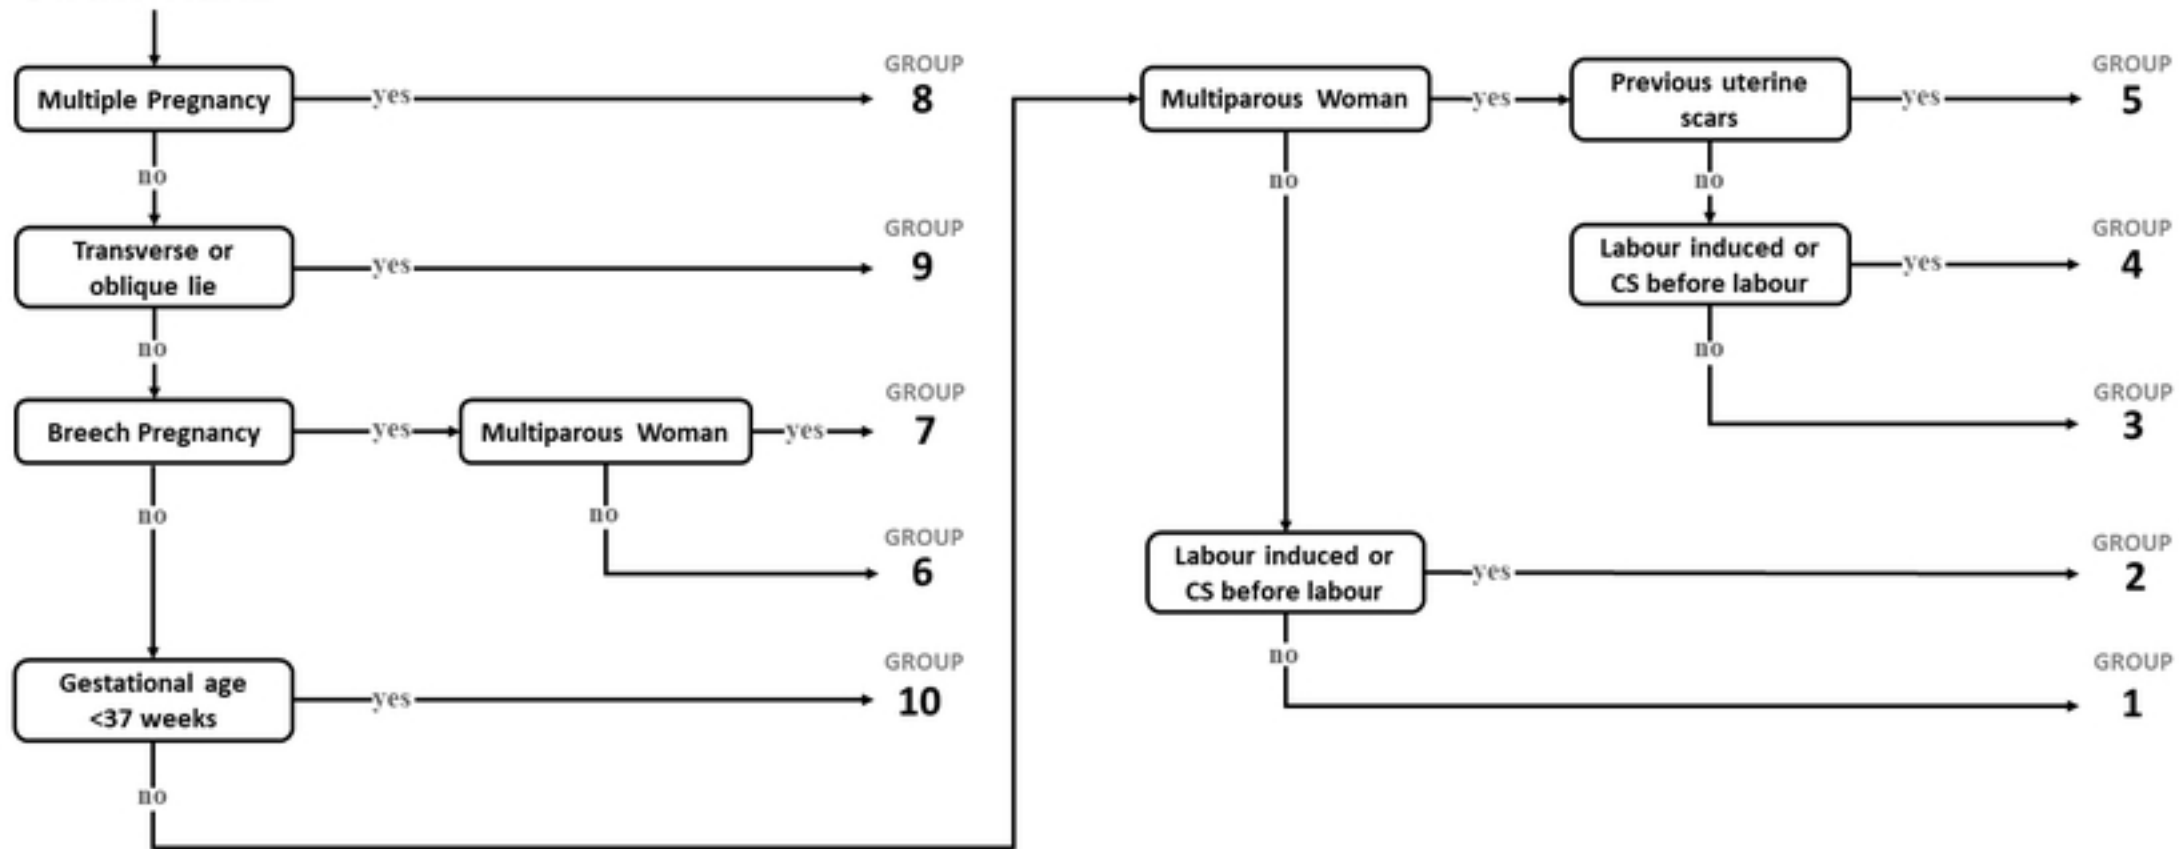 Multiple Pregnancy
yes
GROUP
8
no
Transverse or
oblique lie
yes
GROUP
9
no
Breech Pregnancy
yes
Multiparous Woman
yes
GROUP
7
no
GROUP
6
no
Gestational age
<37 weeks
yes
GROUP
10
no
Multiparous Woman
yes
Previous uterine
scars
yes
GROUP
5
no
Labour induced or
CS before labour
yes
GROUP
4
no
GROUP
3
no
Labour induced or
CS before labour
yes
GROUP
2
no
GROUP
1